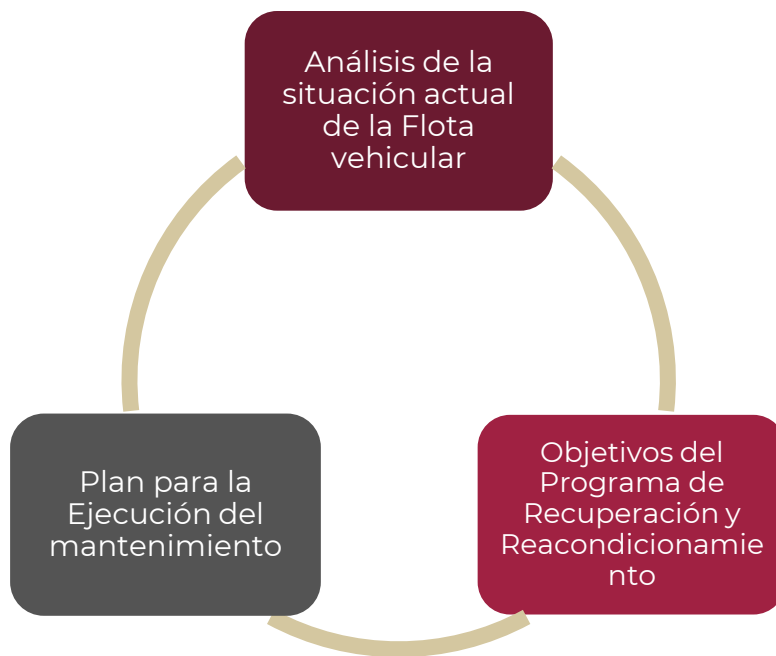 Análisis de la
situación actual
de la Flota
vehicular
Plan para la
Ejecución del
mantenimiento
Objetivos del
Programa de
Recuperación y
Reacondicionamie
nto